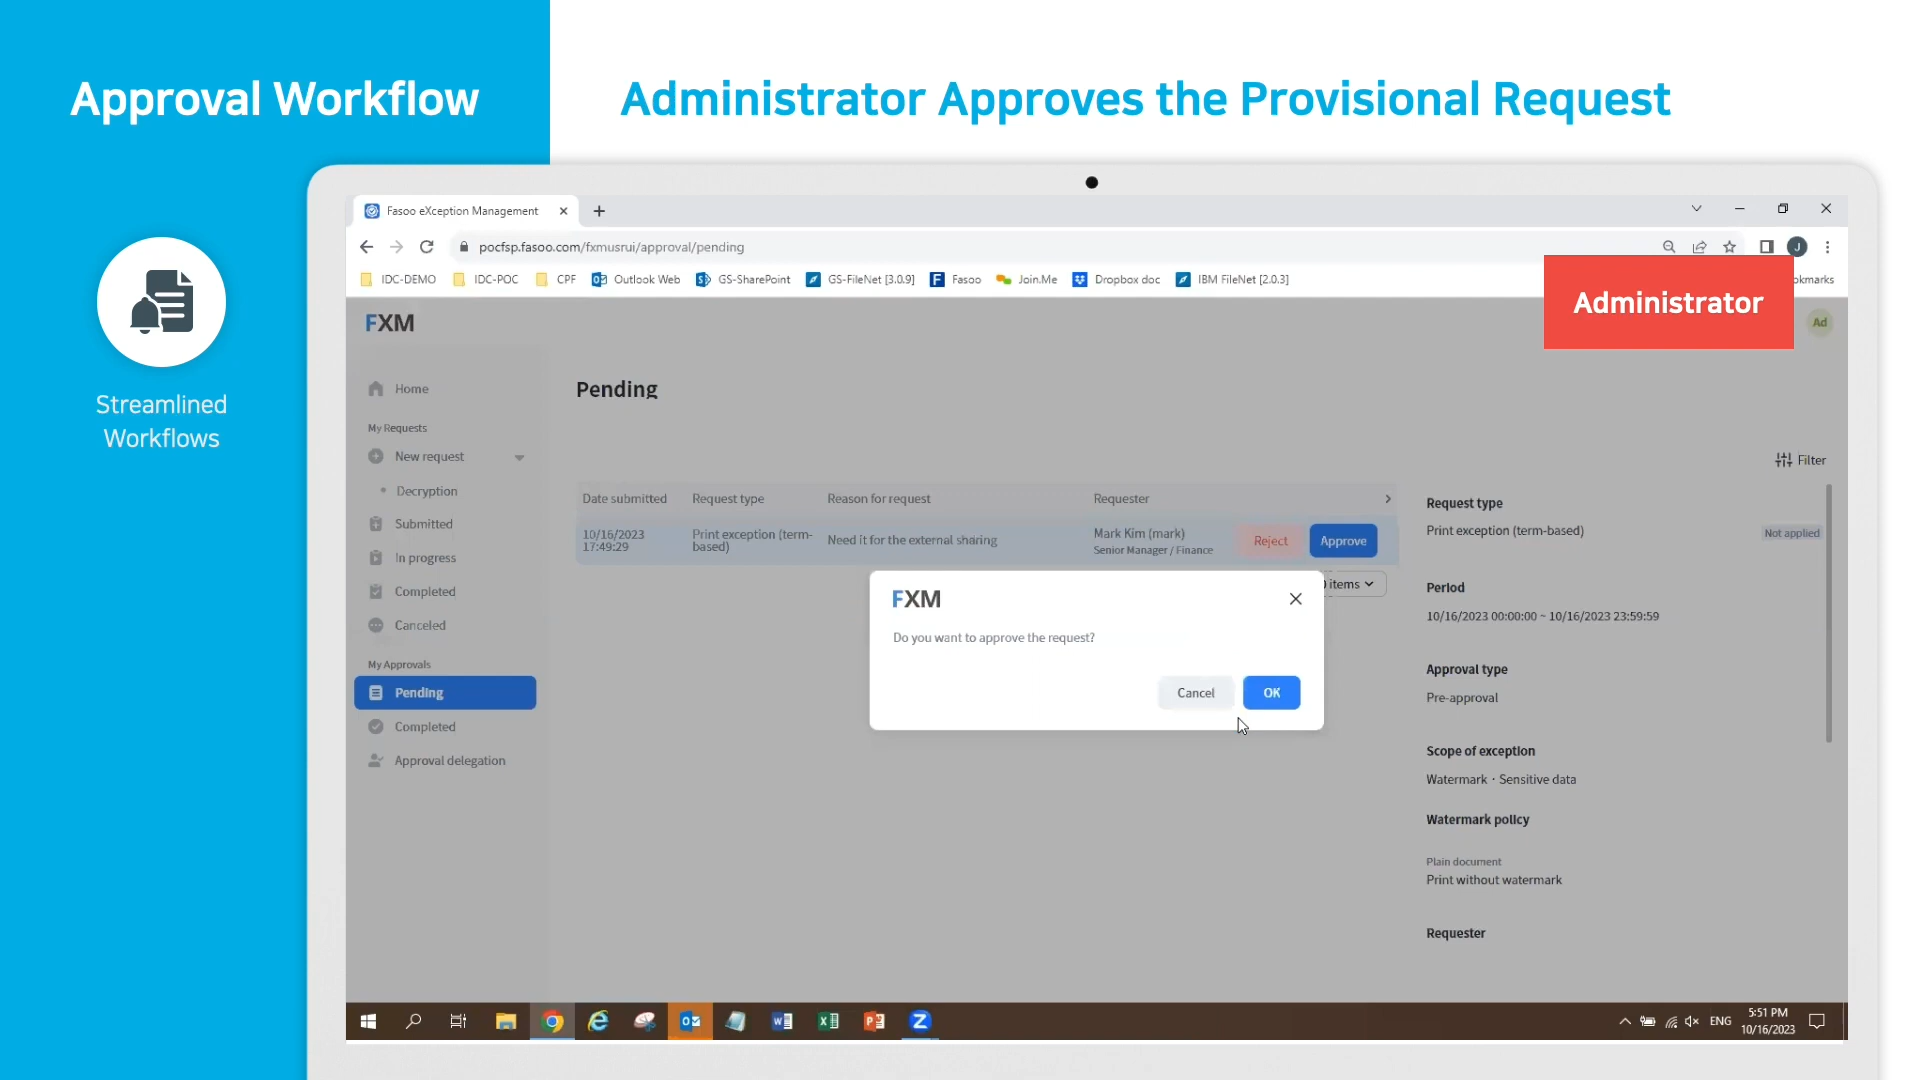 Approval Workflow
Administrator Approves the Provisional Request
Streamlined
Workflows
Fasoo eXception Management
pocfsp.fasoo.com/fxmusrui/approval/pending
J
IDC-DEMO IDC-POC CPF Outlook Web GS-SharePoint GS-FileNet [3.0.9] Fasoo Join.Me Dropbox doc IBM FileNet [2.0.3]
Administrator
FXM
Ad
Home
My Requests
New request
Decryption
Submitted
In progress
Completed
Canceled
My Approvals
Pending
Completed
Approval delegation
Pending
Filter
Date submitted Request type Reason for request Requester
10/16/2023
17:49:29
Print exception (term-
based)
Need it for the external sharing
Mark Kim (mark)
Senior Manager / Finance
Reject
Approve
items
FXM
Do you want to approve the request?
Cancel
OK
Request type
Print exception (term-based)
Not applied
Period
10/16/2023 00:00:00 ~ 10/16/2023 23:59:59
Approval type
Pre-approval
Scope of exception
Watermark · Sensitive data
Watermark policy
Plain document
Print without watermark
Requester
ENG
5:51 PM
10/16/2023